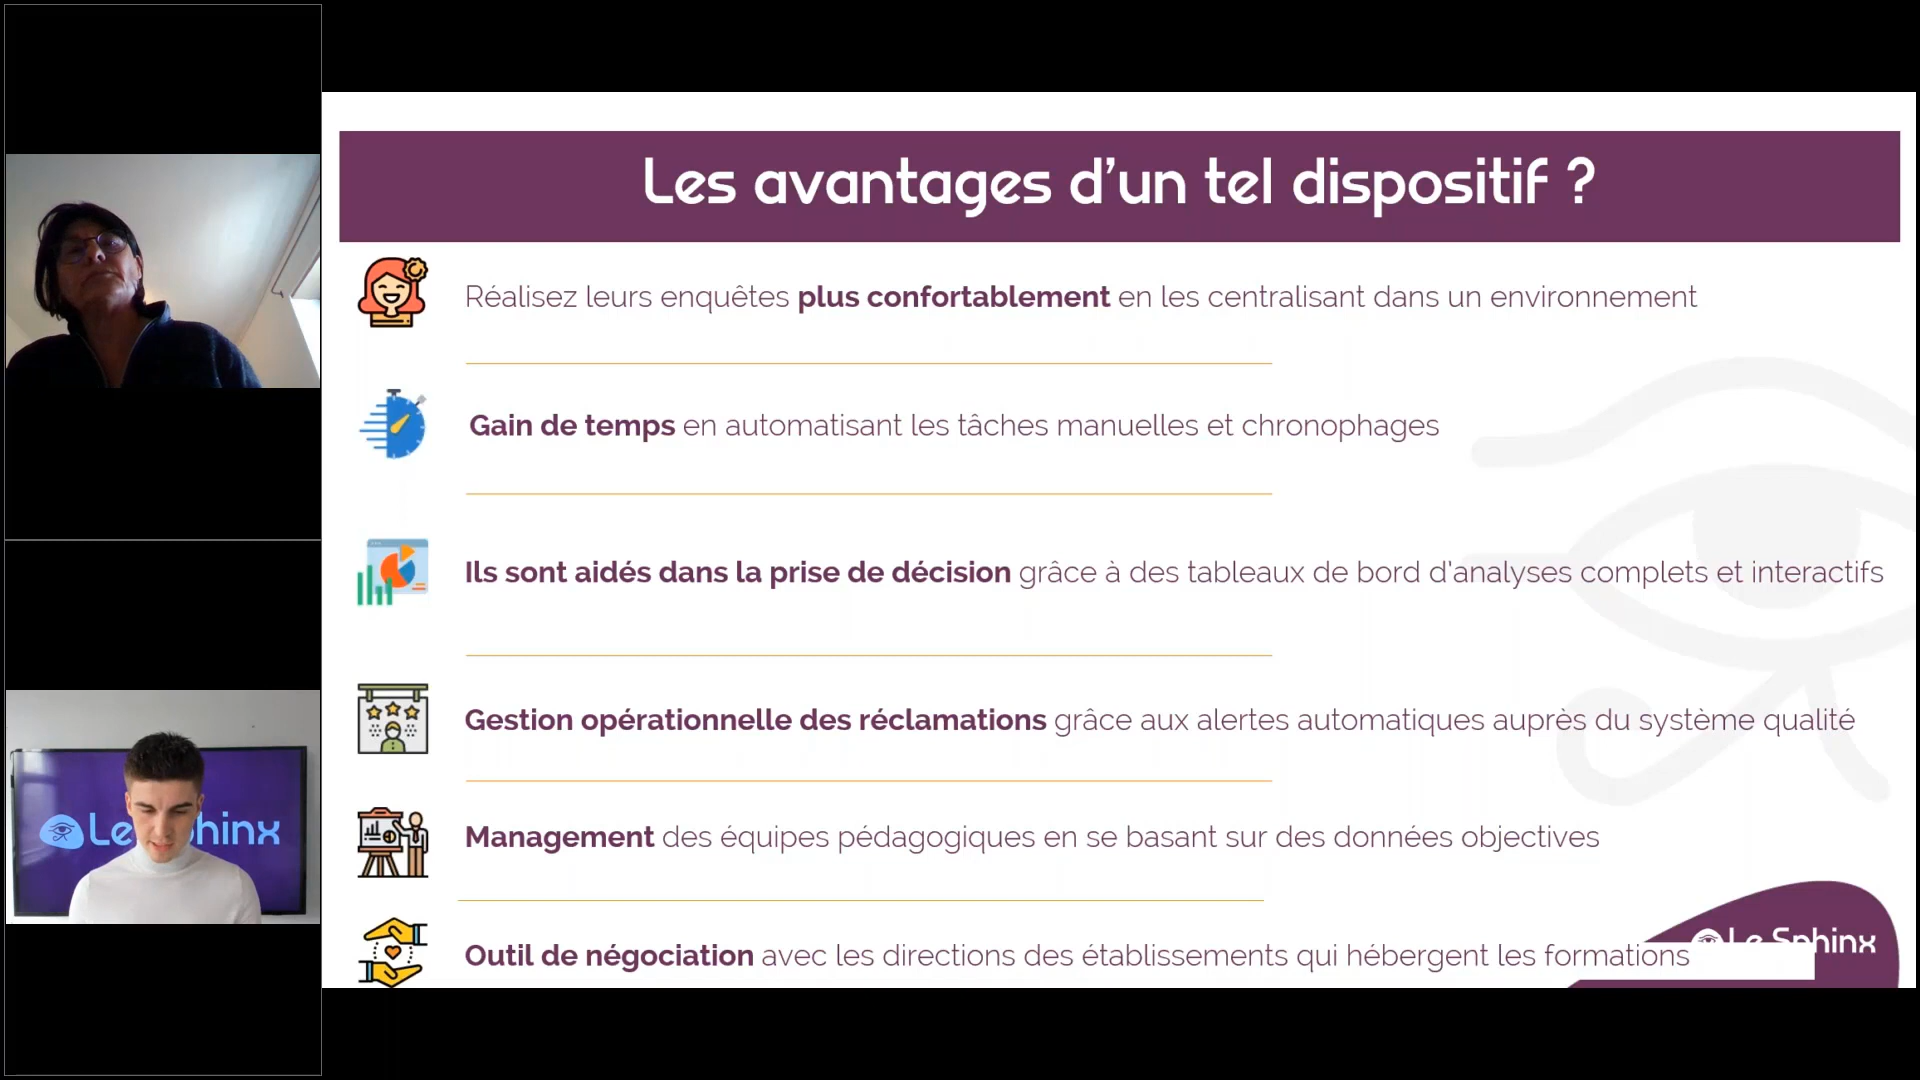 Les avantages d'un tel dispositif ?
Réalisez leurs enquêtes plus confortablement en les centralisant dans un environnement
Gain de temps en automatisant les tâches manuelles et chronophages
Ils sont aidés dans la prise de décision grâce à des tableaux de bord d'analyses complets et interactifs
Gestion opérationnelle des réclamations grâce aux alertes automatiques auprès du système qualité
Management des équipes pédagogiques en se basant sur des données objectives
Outil de négociation avec les directions des établissements qui hébergent les formations
Le Sphinx
Le Sphinx